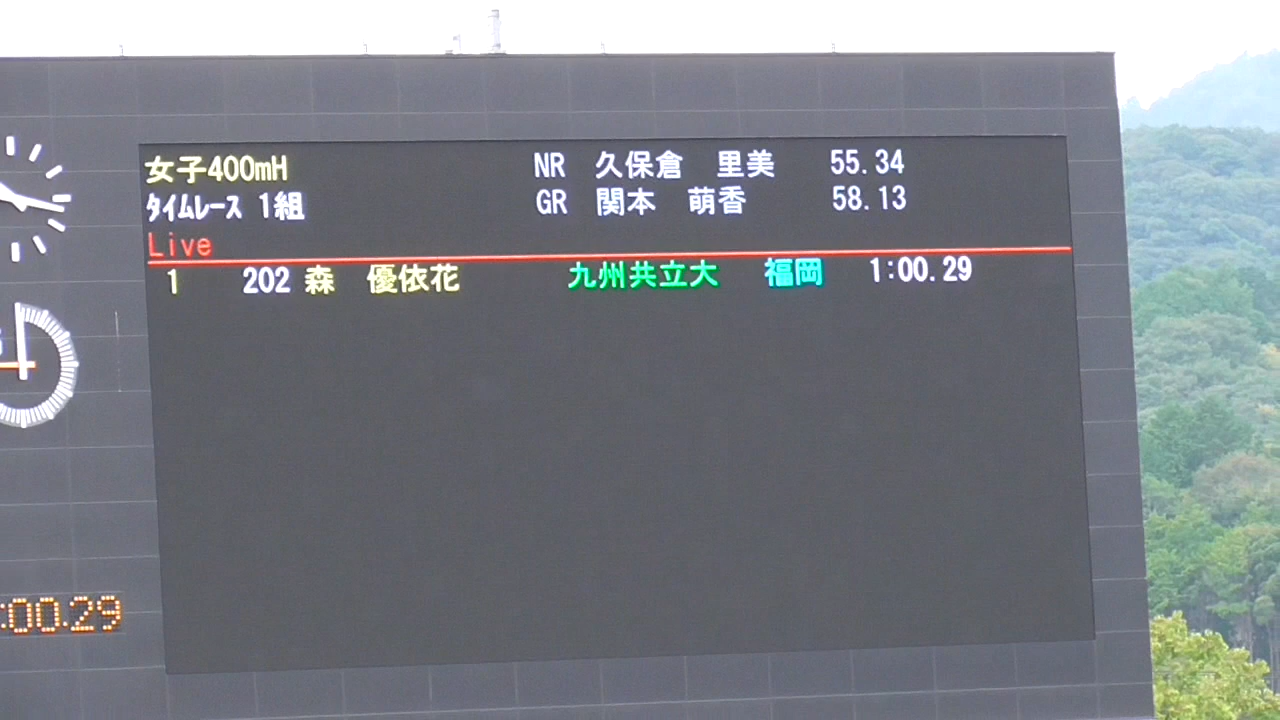 女子400mH NR 久保倉 里美 55.34
ﾀｲﾑﾚｰｽ 1組 GR 関本 萌香 58.13
Live
1 202 森 優依花 九州共立大 福岡 1:00.29
:00.29